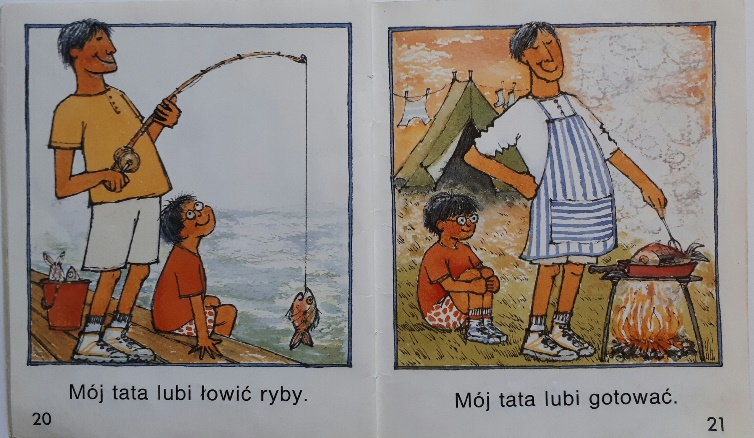 Mój tata lubi łowić ryby.
20
Mój tata lubi gotować.
21